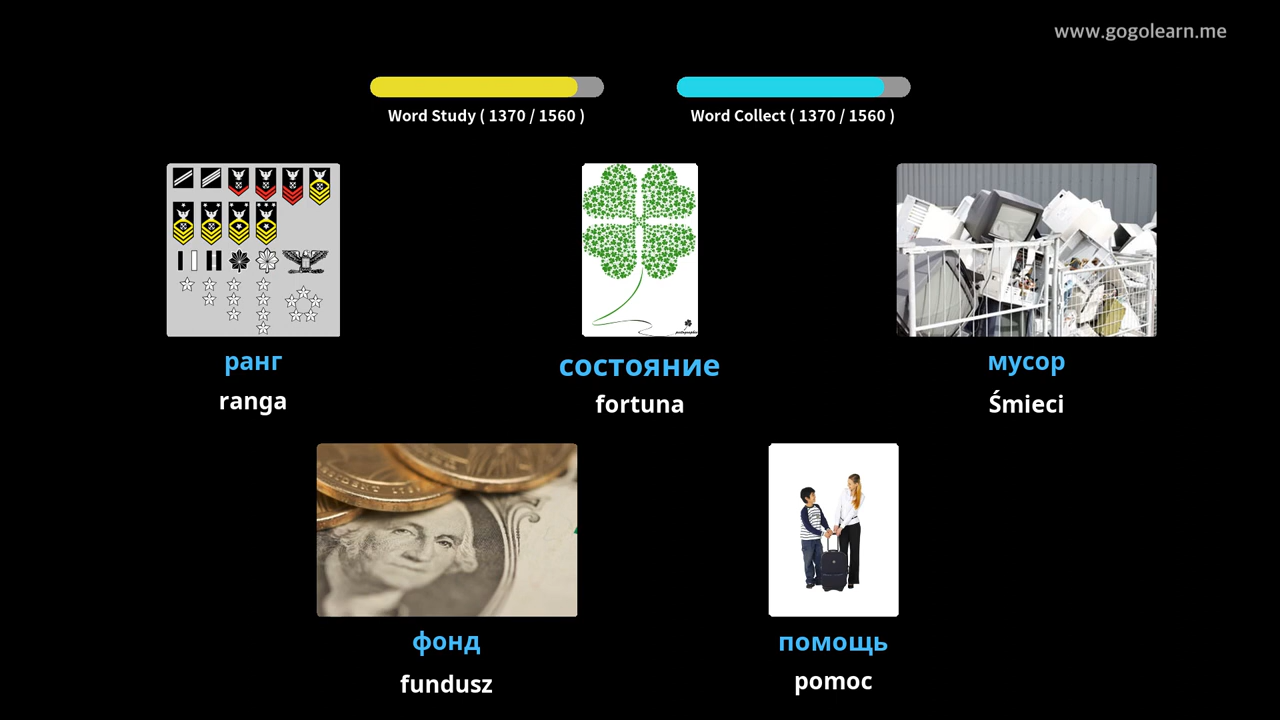 www.gogolearn.me
Word Study ( 1370 / 1560 )
Word Collect ( 1370 / 1560 )
ранг
ranga
состояние
fortuna
мусор
Śmieci
фонд
fundusz
помощь
pomoc